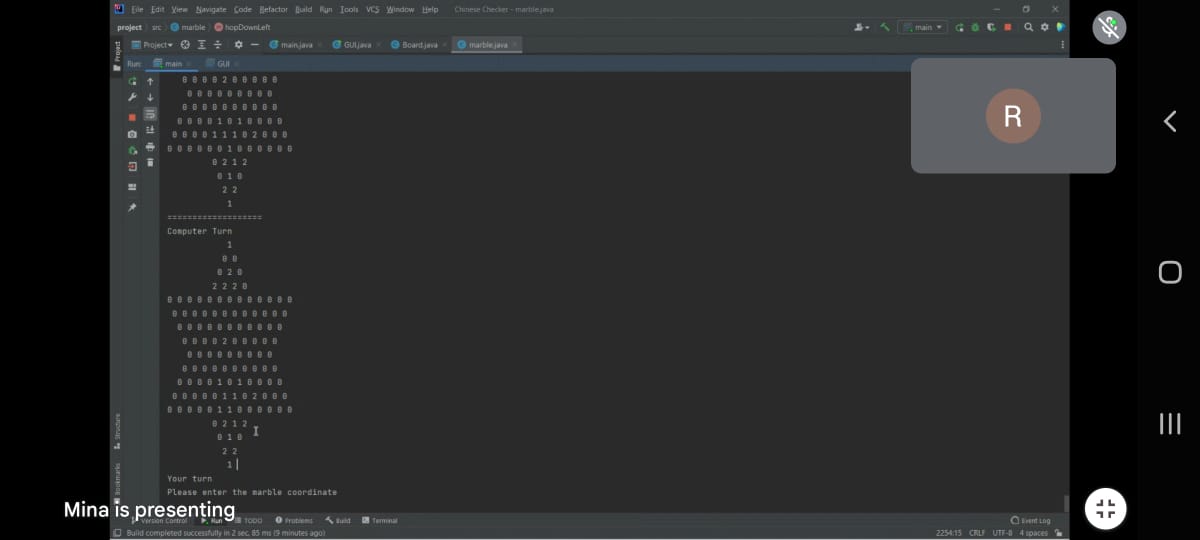 File Edit View Navigate Code Refactor Build Run Tools VCS Window Help Chinese Checker - marble.java
project src marble hopDownLeft main
Project main.java GUI.java Board.java marble.java
Run: main GUI
Project
R
0 0 0 0 2 0 0 0 0 0
0 0 0 0 0 0 0 0 0
0 0 0 0 0 0 0 0 0 0
0 0 0 0 1 0 1 0 0 0 0
0 0 0 0 1 1 1 0 2 0 0 0
0 0 0 0 0 0 1 0 0 0 0 0 0
0 2 1 2
0 1 0
2 2
1
===================
Computer Turn
1
0 0
0 2 0
2 2 2 0
0 0 0 0 0 0 0 0 0 0 0 0 0
0 0 0 0 0 0 0 0 0 0 0 0
0 0 0 0 0 0 0 0 0 0 0
0 0 0 0 2 0 0 0 0 0
0 0 0 0 0 0 0 0 0
0 0 0 0 0 0 0 0 0 0
0 0 0 0 1 0 1 0 0 0 0
0 0 0 0 0 1 1 0 2 0 0 0
0 0 0 0 0 1 1 0 0 0 0 0 0
0 2 1 2
0 1 0
2 2
1
Your turn
Please enter the marble coordinate
Structure
Bookmarks
Mina is presenting
Version Control Run TODO Problems Build Terminal Event Log
Build completed successfully in 2 sec, 85 ms (9 minutes ago) 2254:15 CRLF UTF-8 4 spaces